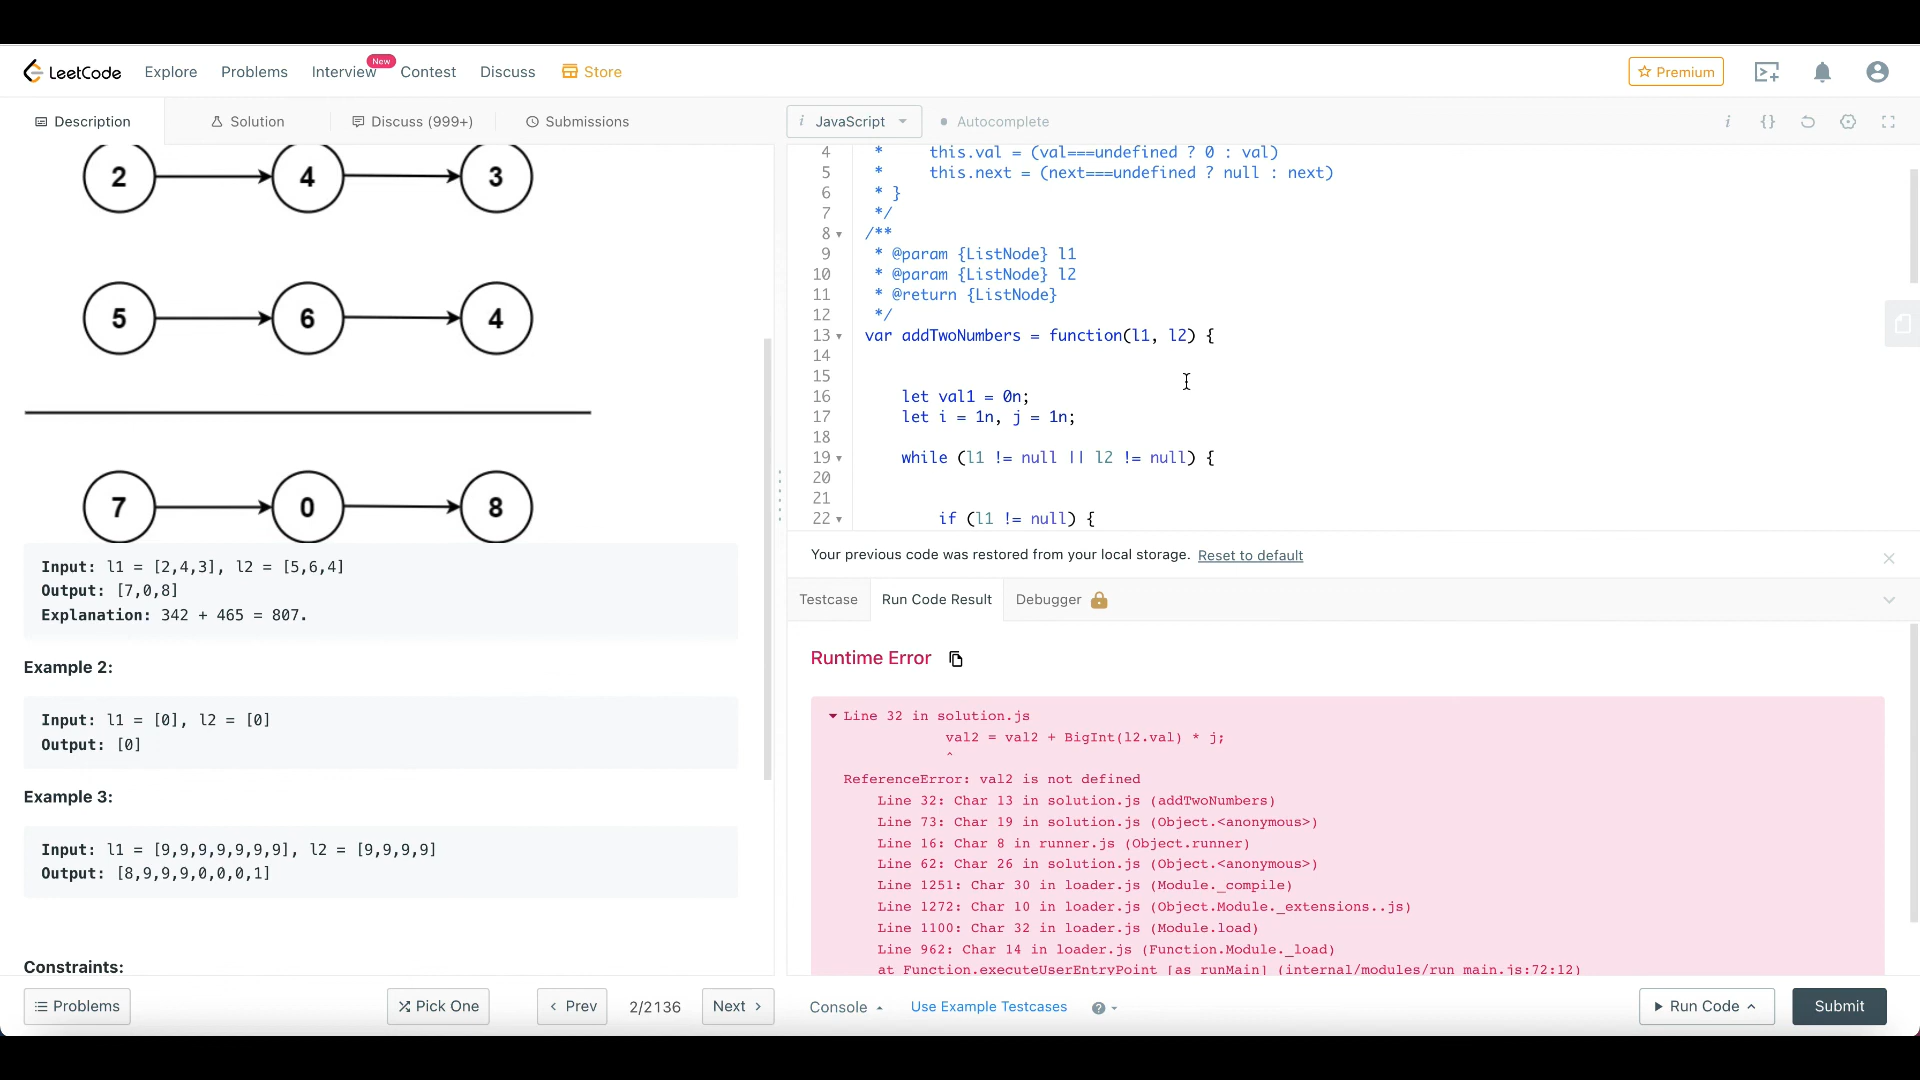 LeetCode
Explore
Problems
Interview
New
Contest
Discuss
Store
Premium
Description
Solution
Discuss (999+)
Submissions
i JavaScript
Autocomplete
i
{}
2 4 3
5 6 4
7 0 8
Input: l1 = [2,4,3], l2 = [5,6,4]
Output: [7,0,8]
Explanation: 342 + 465 = 807.
Example 2:
Input: l1 = [0], l2 = [0]
Output: [0]
Example 3:
Input: l1 = [9,9,9,9,9,9,9], l2 = [9,9,9,9]
Output: [8,9,9,9,0,0,0,1]
Constraints:
4 * this.val = (val===undefined ? 0 : val)
5 * this.next = (next===undefined ? null : next)
6 * }
7 */
8 /**
9 * @param {ListNode} l1
10 * @param {ListNode} l2
11 * @return {ListNode}
12 */
13 var addTwoNumbers = function(l1, l2) {
14
15
16 let val1 = 0n;
17 let i = 1n, j = 1n;
18
19 while (l1 != null || l2 != null) {
20
21
22 if (l1 != null) {
Your previous code was restored from your local storage. Reset to default
Testcase
Run Code Result
Debugger
Runtime Error
Line 32 in solution.js
val2 = val2 + BigInt(l2.val) * j;
^
ReferenceError: val2 is not defined
Line 32: Char 13 in solution.js (addTwoNumbers)
Line 73: Char 19 in solution.js (Object.<anonymous>)
Line 16: Char 8 in runner.js (Object.runner)
Line 62: Char 26 in solution.js (Object.<anonymous>)
Line 1251: Char 30 in loader.js (Module._compile)
Line 1272: Char 10 in loader.js (Object.Module._extensions..js)
Line 1100: Char 32 in loader.js (Module.load)
Line 962: Char 14 in loader.js (Function.Module._load)
at Function.executeUserEntryPoint [as runMain] (internal/modules/run_main.js:72:12)
Problems
Pick One
Prev
2/2136
Next
Console
Use Example Testcases
?
Run Code
Submit